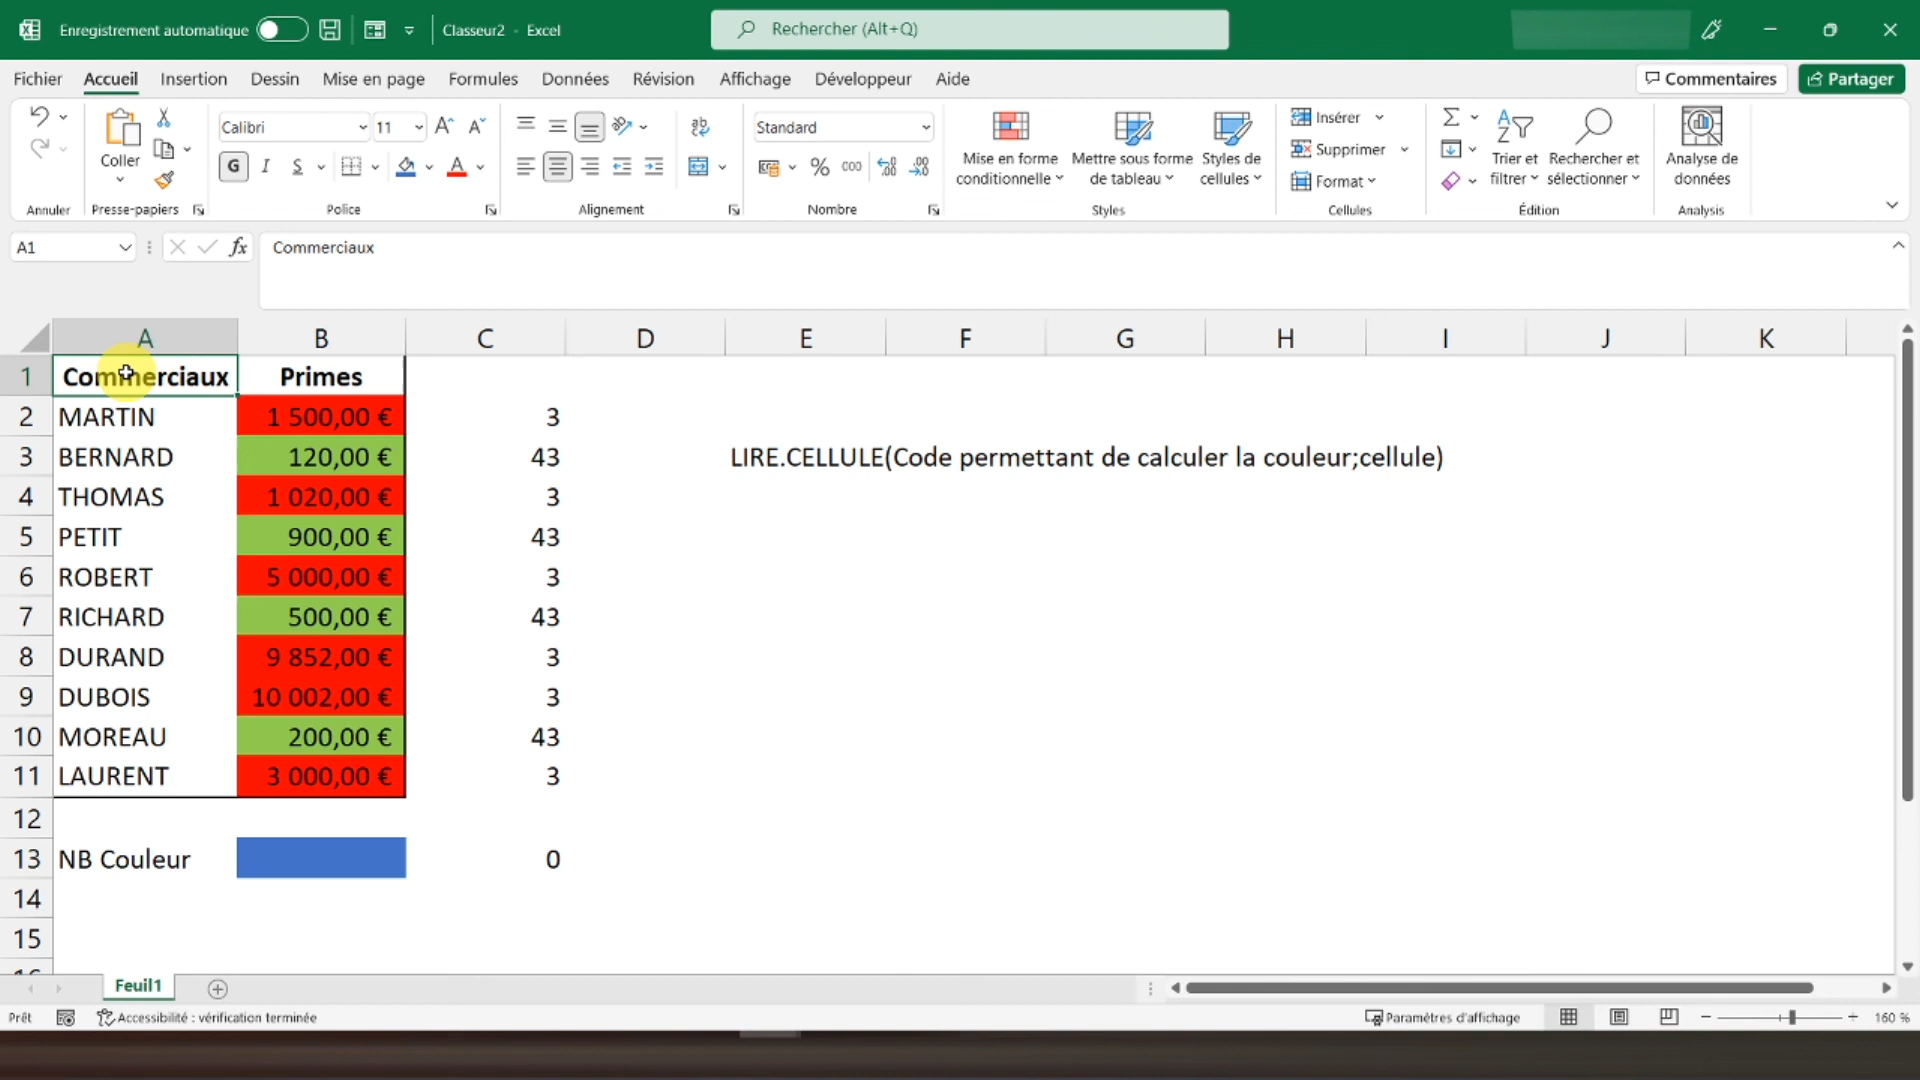 Enregistrement automatique Classeur2 - Excel Rechercher (Alt+Q)
Fichier Accueil Insertion Dessin Mise en page Formules Données Révision Affichage Développeur Aide Commentaires Partager
Calibri 11 Standard Insérer
Coller Mise en forme conditionnelle Mettre sous forme de tableau Styles de cellules Supprimer Trier et filtrer Rechercher et sélectionner Analyse de données
G I S % 000 Format
Annuler Presse-papiers Police Alignement Nombre Styles Cellules Édition Analysis
A1 fx Commerciaux
A B C D E F G H I J K
1 Commerciaux Primes
2 MARTIN 1 500,00 € 3
3 BERNARD 120,00 € 43 LIRE.CELLULE(Code permettant de calculer la couleur;cellule)
4 THOMAS 1 020,00 € 3
5 PETIT 900,00 € 43
6 ROBERT 5 000,00 € 3
7 RICHARD 500,00 € 43
8 DURAND 9 852,00 € 3
9 DUBOIS 10 002,00 € 3
10 MOREAU 200,00 € 43
11 LAURENT 3 000,00 € 3
12
13 NB Couleur 0
14
15
Feuil1
Prêt Accessibilité : vérification terminée Paramètres d'affichage 160 %